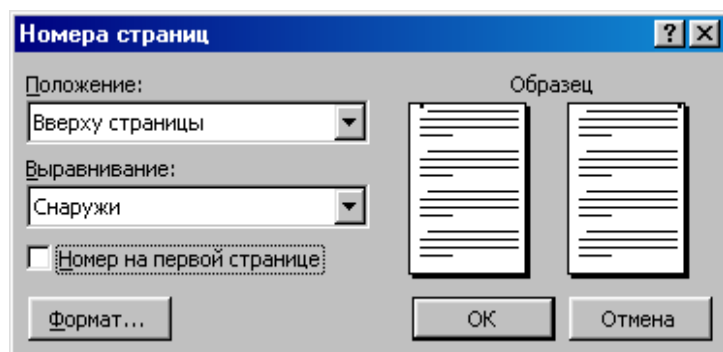 Номера страниц
Положение:
Вверху страницы
Выравнивание:
Снаружи
Номер на первой странице
Формат...
Образец
ОК
Отмена